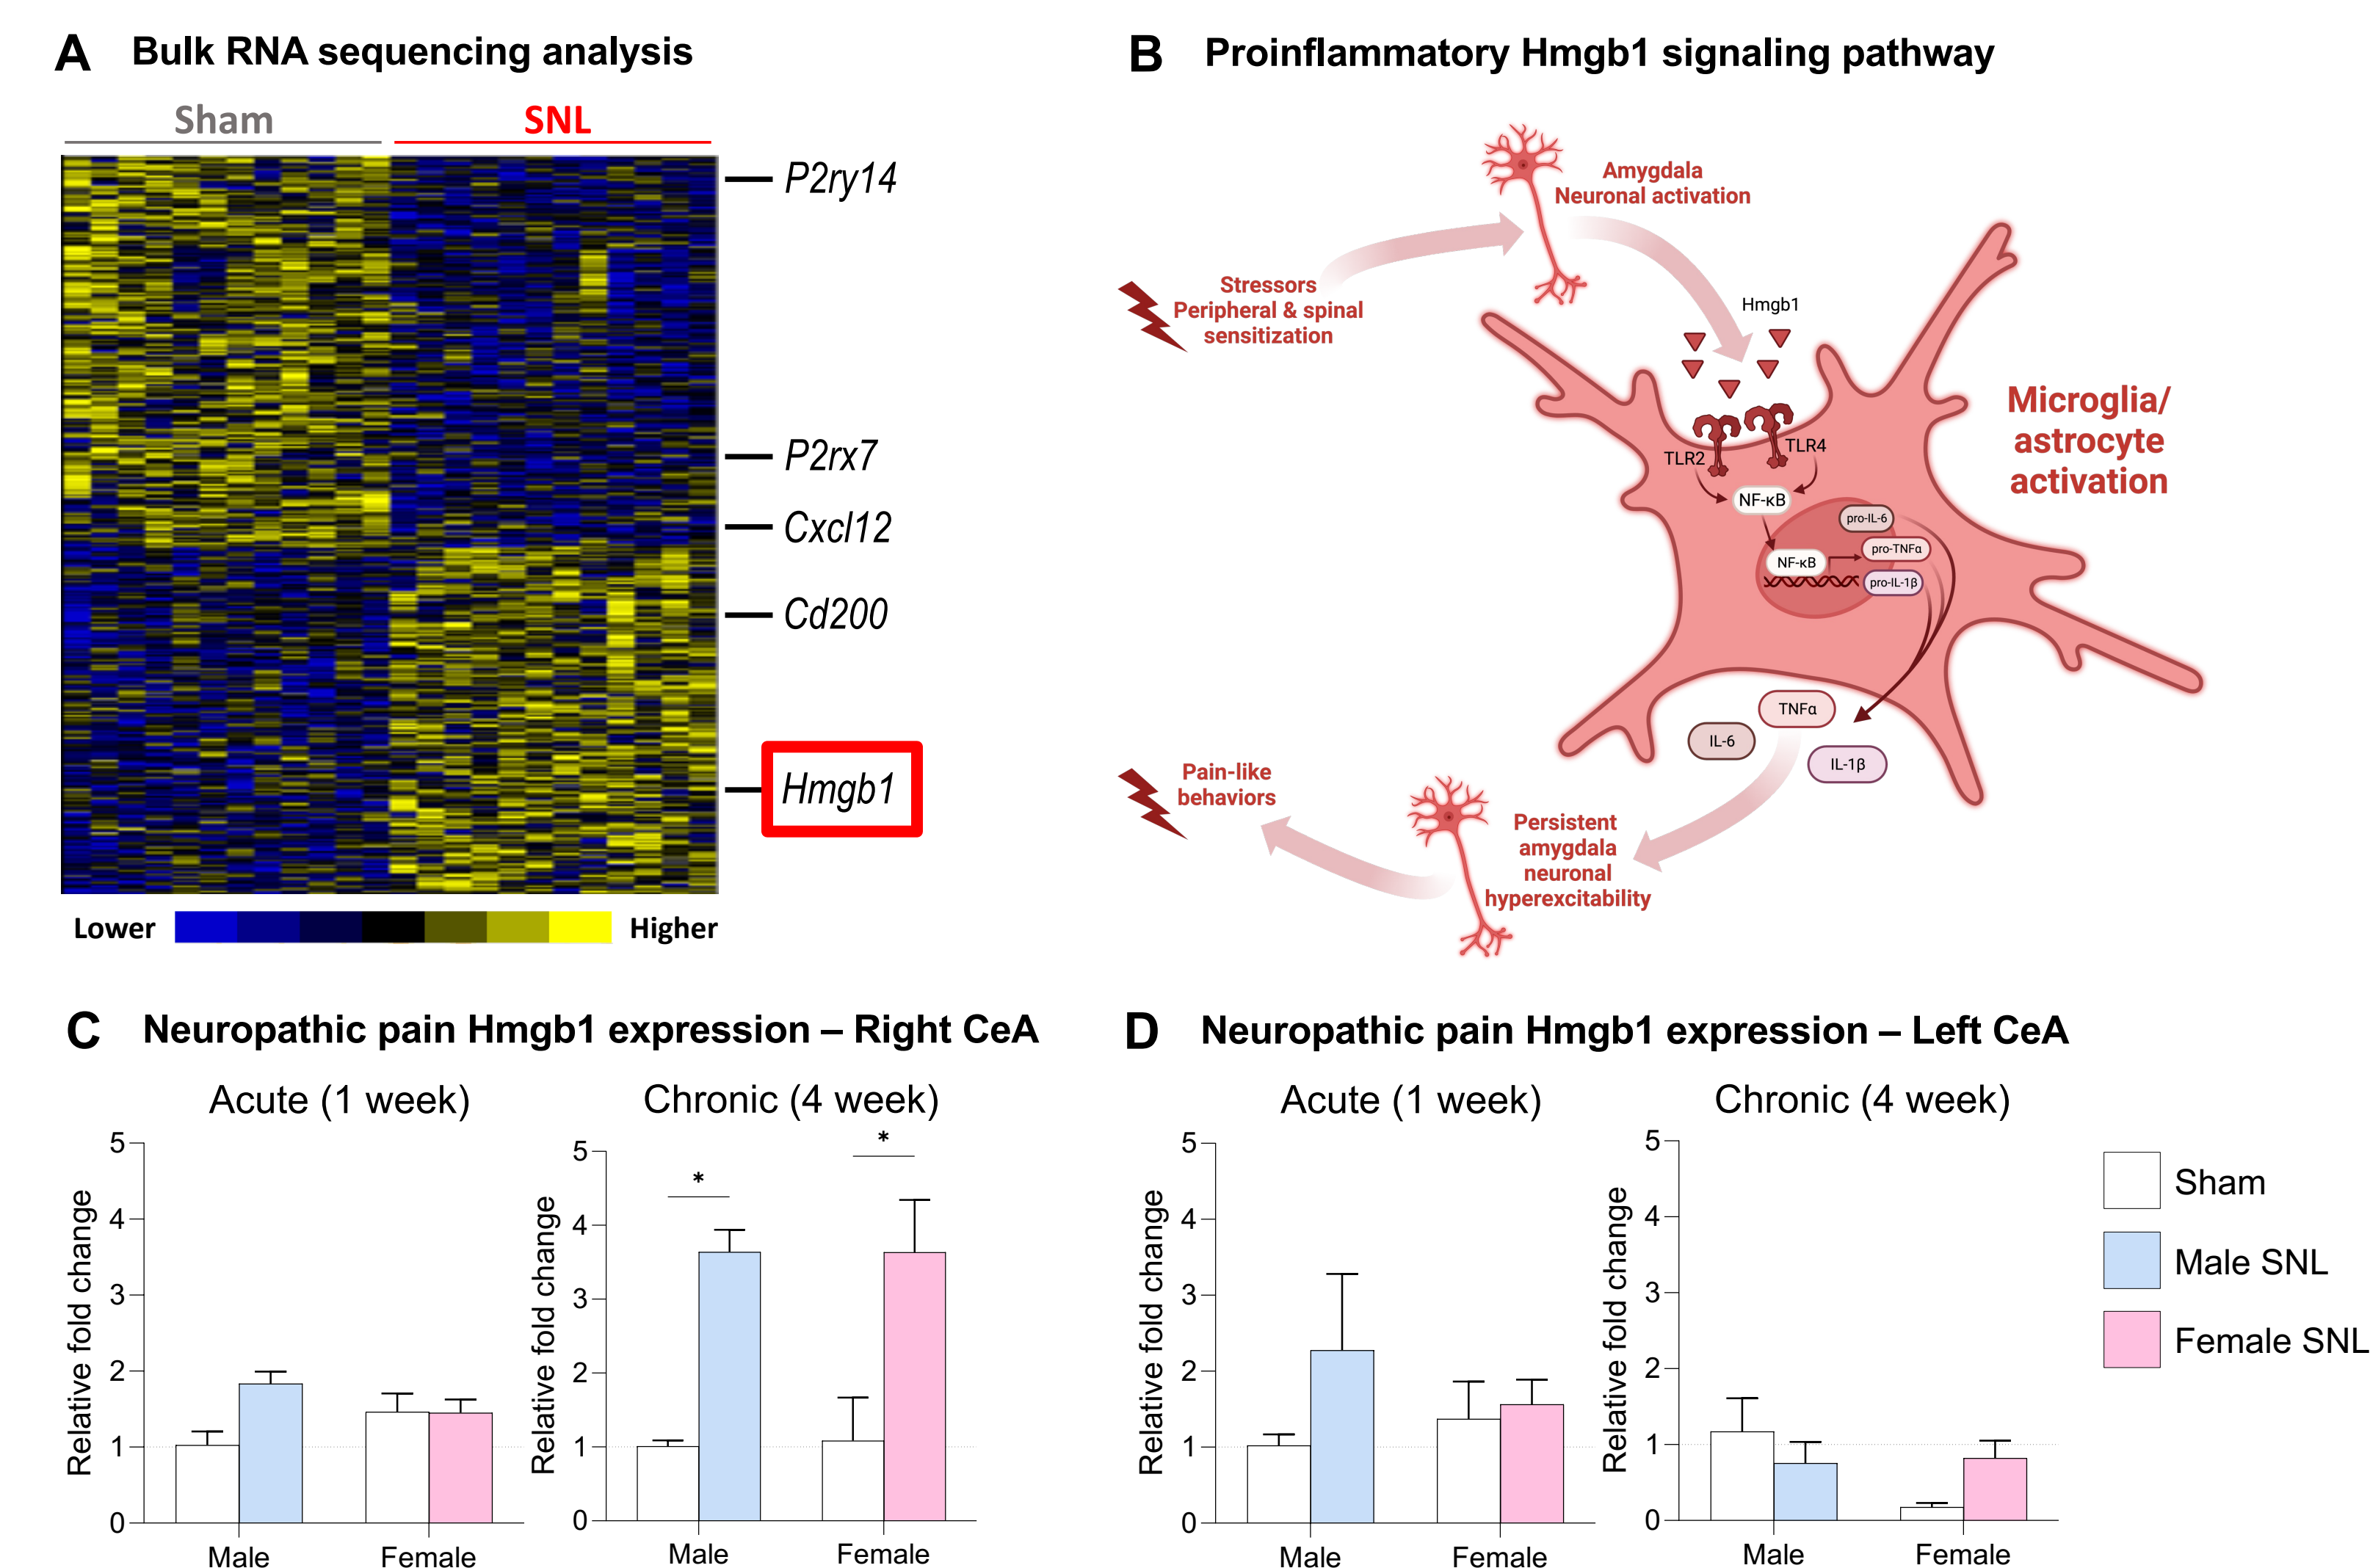 A Bulk RNA sequencing analysis
Sham
SNL
P2ry14
P2rx7
Cxcl12
Cd200
Hmgb1
Lower
Higher
B Proinflammatory Hmgb1 signaling pathway
Amygdala
Neuronal activation
Stressors
Peripheral & spinal
sensitization
Hmgb1
Microglia/
astrocyte
activation
TLR2
TLR4
NF-κB
pro-IL-6
pro-TNFα
NF-κB
pro-IL-1β
TNFα
IL-6
IL-1β
Pain-like
behaviors
Persistent
amygdala
neuronal
hyperexcitability
C Neuropathic pain Hmgb1 expression – Right CeA
Acute (1 week)
Relative fold change
5
4
3
2
1
0
Male
Female
Chronic (4 week)
Relative fold change
5
4
3
2
1
0
*
*
Male
Female
D Neuropathic pain Hmgb1 expression – Left CeA
Acute (1 week)
Relative fold change
5
4
3
2
1
0
Male
Female
Chronic (4 week)
Relative fold change
5
4
3
2
1
0
Male
Female
Sham
Male SNL
Female SNL